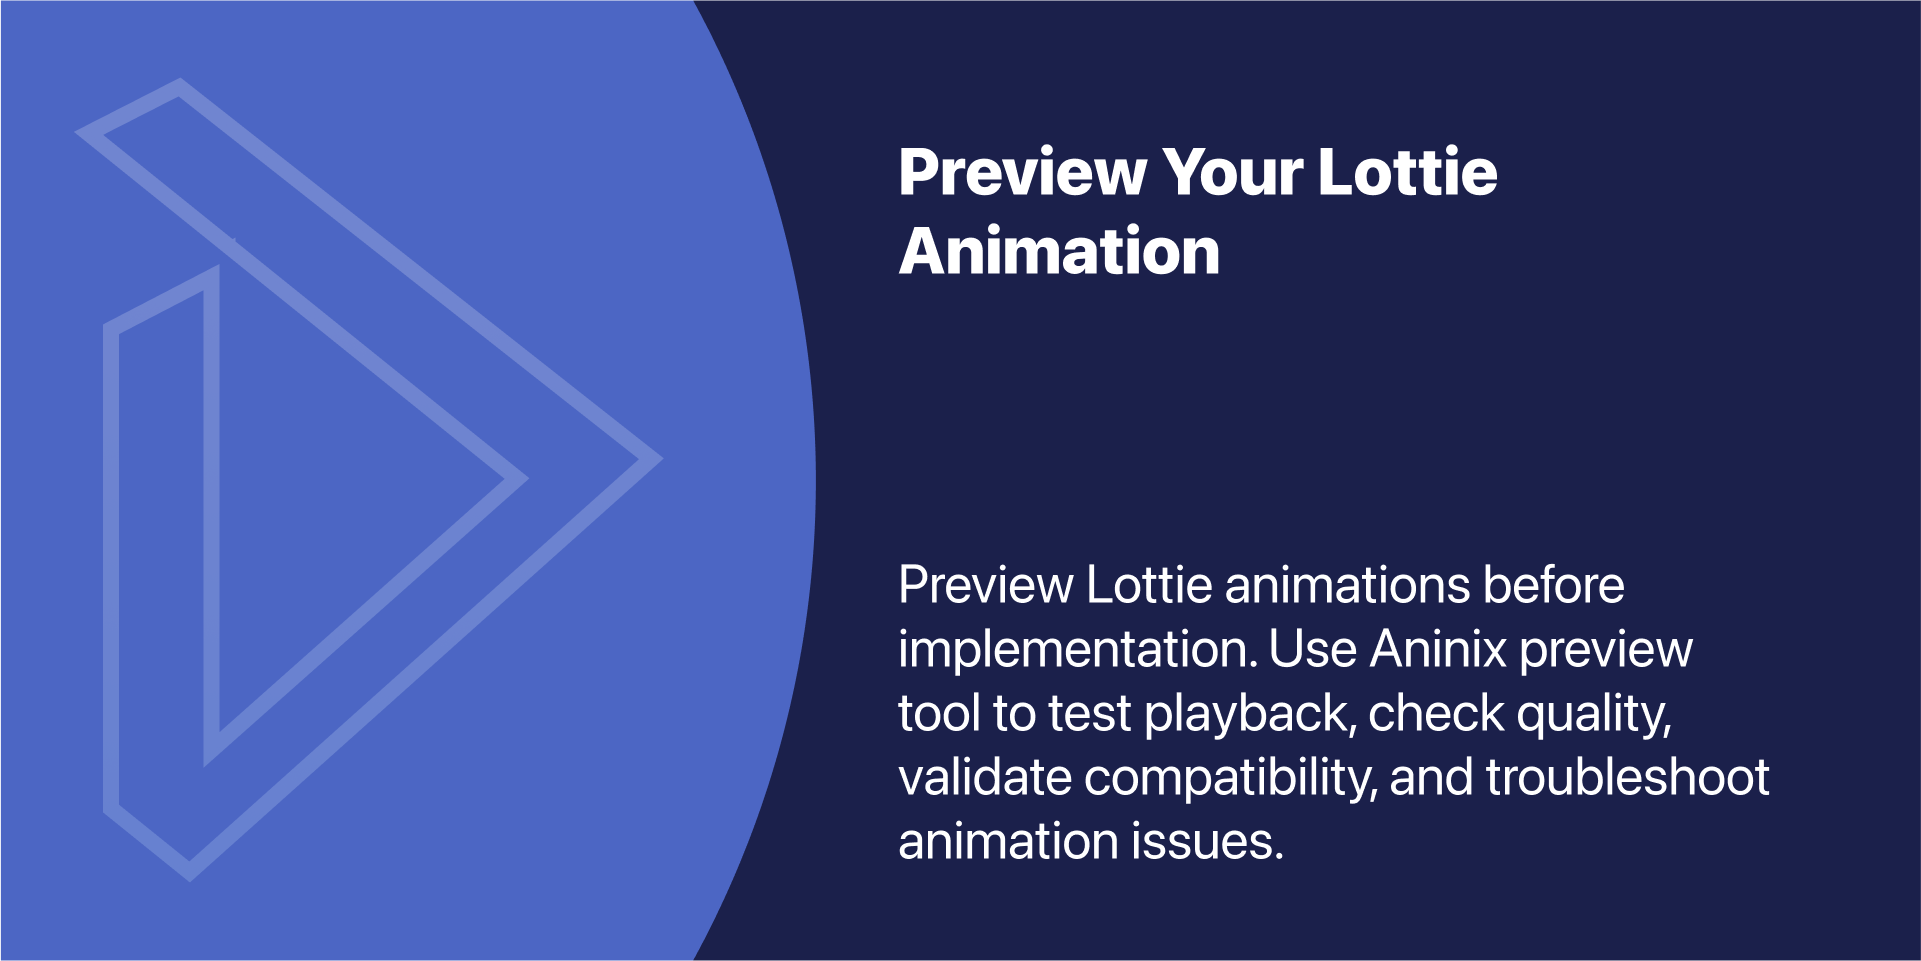 Preview Your Lottie
Animation
Preview Lottie animations before
implementation. Use Aninix preview
tool to test playback, check quality,
validate compatibility, and troubleshoot
animation issues.